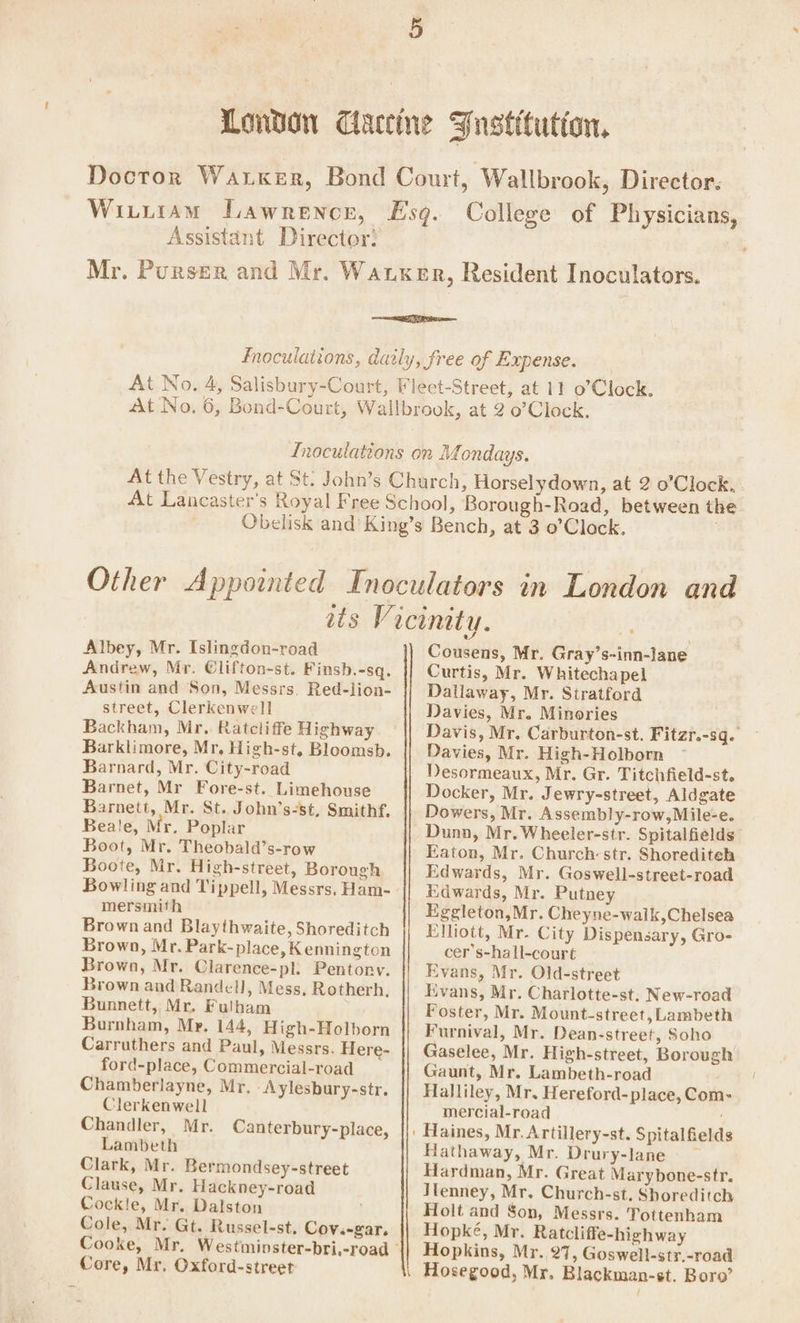 5
London Vaccine Institution.
Doctor Walker, Bond Court, Wallbrook, Director.
William Lawrence, Esq. College of Physicians,
Assistant Director.
Mr. Purser and Mr. Walker, Resident Inoculators.
Inoculations, daily, free of Expense.
At No. 4, Salisbury-Court, Fleet-Street, at 11 o'Clock.
At No. 6, Bond-Court, Wallbrook, at 2 o'Clock.
Inoculations on Mondays.
At the Vestry, at St. John's Church, Horselydown, at 2 o'Clock.
At Lancaster's Royal Free School, Borough-Road, between the
Obelisk and King's Bench, at 3 o'Clock.
Other Appointed Inoculators in London and
its Vicinity.
Albey, Mr. Islingdon-road
Andrew, Mr. Clifton-st. Finsb.-sq.
Austin and Son, Messrs. Red-lion-
street, Clerkenwell
Backham, Mr. Ratcliffe Highway
Barklimore, Mr. High-st. Bloomsb.
Barnard, Mr. City-road
Barnet, Mr Fore-st. Limehouse
Barnett, Mr. St. John's-st. Smithf.
Beale, Mr. Poplar
Boot, Mr. Theobald's-row
Boote, Mr. High-street, Borough
Bowling and Tippell, Messrs. Ham-
mersmith
Brown and Blaythwaite, Shoreditch
Brown, Mr. Park-place, Kennington
Brown, Mr. Clarence-pl. Pentonv.
Brown and Randell, Mess. Rotherh.
Bunnett, Mr. Fulham
Burnham, Mr. 144, High-Holborn
Carruthers and Paul, Messrs. Here-
ford-place, Commercial-road
Chamberlayne, Mr. Aylesbury-str.
Clerkenwell
Chandler, Mr. Canterbury-place,
Lambeth
Clark, Mr. Bermondsey-street
Clause, Mr. Hackney-road
Cockle, Mr. Dalston
Cole, Mr. Gt. Russel-st. Cov.-gar.
Cooke, Mr. Westminster-bri.-road
Core, Mr. Oxford-street
Cousens, Mr. Gray's-inn-lane
Curtis, Mr. Whitechapel
Dallaway, Mr. Stratford
Davies, Mr. Minories
Davis, Mr. Carburton-st. Fitzr.-sq.
Davies, Mr. High-Holborn
Desormeaux, Mr. Gr. Titchfield-st.
Docker, Mr. Jewry-street, Aldgate
Dowers, Mr. Assembly-row, Mile-e.
Dunn, Mr. Wheeler-str. Spitalfields
Eaton, Mr. Church-str. Shoreditch
Edwards, Mr. Goswell-street-road
Edwards, Mr. Putney
Eggleton, Mr. Cheyne-walk, Chelsea
Elliott, Mr. City Dispensary, Gro-
cer's-hall-court
Evans, Mr. Old-street
Evans, Mr. Charlotte-st. New-road
Foster, Mr. Mount-street, Lambeth
Furnival, Mr. Dean-street, Soho
Gaselee, Mr. High-street, Borough
Gaunt, Mr. Lambeth-road
Halliley, Mr. Hereford-place, Com-
mercial-road
Haines, Mr. Artillery-st. Spitalfields
Hathaway, Mr. Drury-lane
Hardman, Mr. Great Marybone-str.
Henney, Mr. Church-st. Shoreditch
Holt and Son, Messrs. Tottenham
Hopké, Mr. Ratcliffe-highway
Hopkins, Mr. 27, Goswell-str.-road
Hosegood, Mr. Blackman-st. Boro'